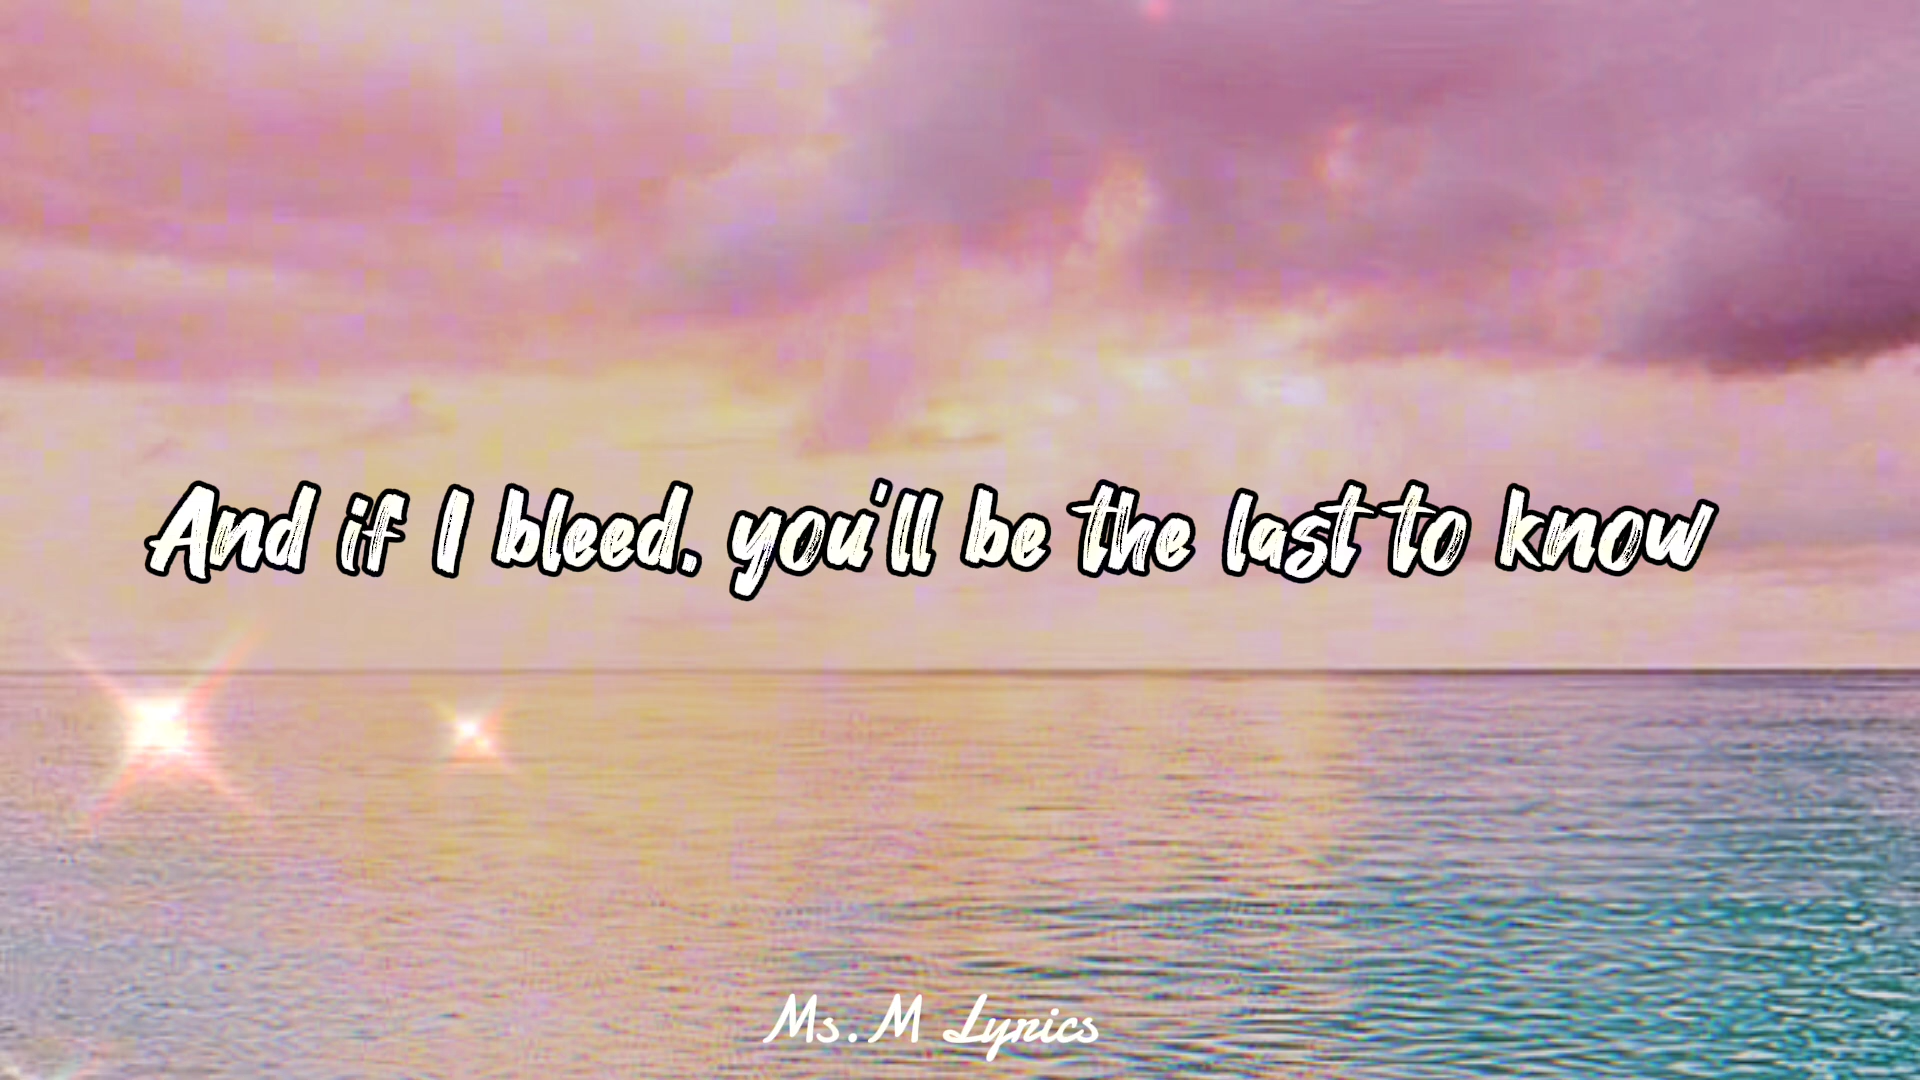 And if I bleed, you'll be the last to know
Ms. M Lyrics